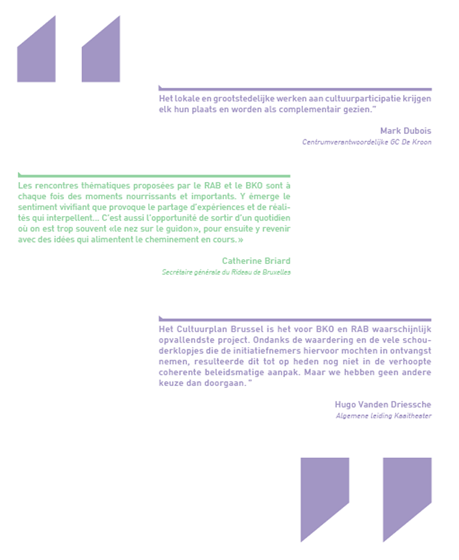 Het lokale en grootstedelijke werken aan cultuurparticipatie krijgen
elk hun plaats en worden als complementair gezien."
Mark Dubois
Centrumverantwoordelijke GC De Kroon
Les rencontres thématiques proposées par le RAB et le BKO sont à
chaque fois des moments nourrissants et importants. Y émerge le
sentiment vivifiant que provoque le partage d'expériences et de réali-
tés qui interpellent... C'est aussi l'opportunité de sortir d'un quotidien
où on est trop souvent «le nez sur le guidon», pour ensuite y revenir
avec des idées qui alimentent le cheminement en cours.»
Catherine Briard
Secrétaire générale du Rideau de Bruxelles
Het Cultuurplan Brussel is het voor BKO en RAB waarschijnlijk
opvallendste project. Ondanks de waardering en de vele schou-
derklopjes die de initiatiefnemers hiervoor mochten in ontvangst
nemen, resulteerde dit tot op heden nog niet in de verhoopte
coherente beleidsmatige aanpak. Maar we hebben geen andere
keuze dan doorgaan."
Hugo Vanden Driessche
Algemene leiding Kaaitheater